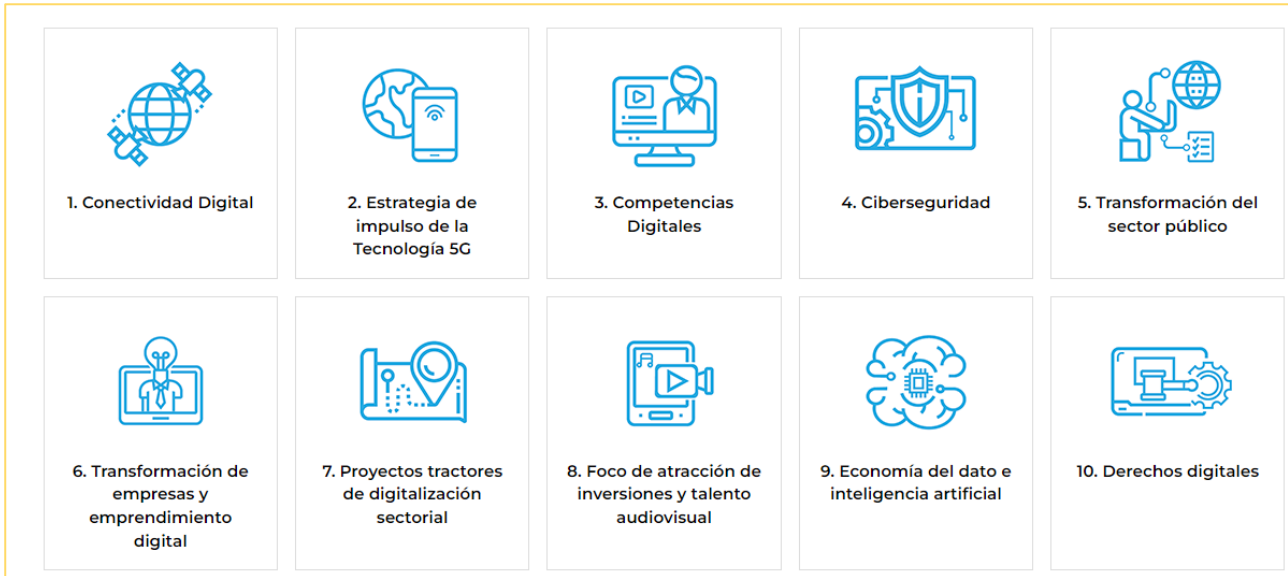 1. Conectividad Digital
2. Estrategia de
impulso de la
Tecnología 5G
3. Competencias
Digitales
4. Ciberseguridad
5. Transformación del
sector público
6. Transformación de
empresas y
emprendimiento
digital
7. Proyectos tractores
de digitalización
sectorial
8. Foco de atracción de
inversiones y talento
audiovisual
9. Economía del dato e
inteligencia artificial
10. Derechos digitales